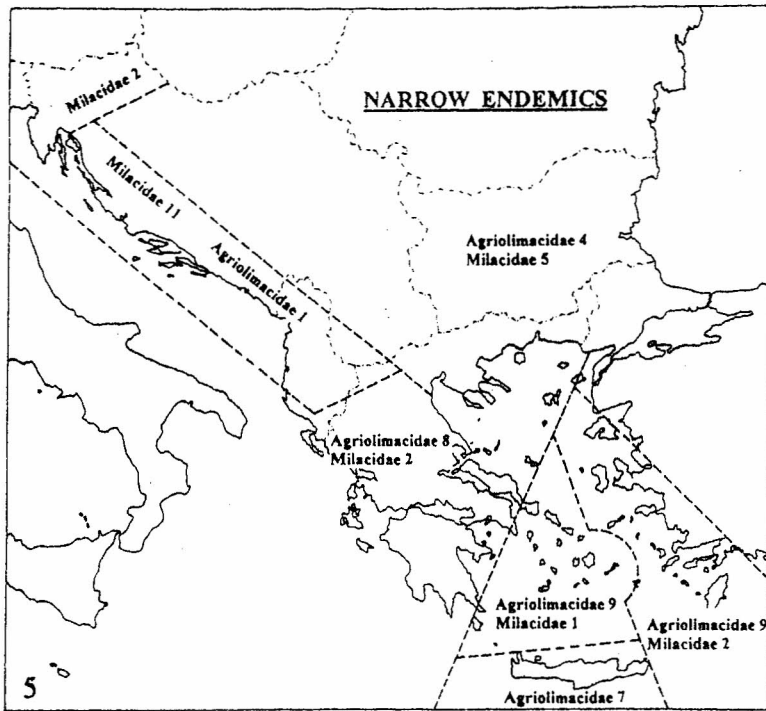 Milacidae 2
NARROW ENDEMICS
Milacidae 11
Agriolimacidae 1
Agriolimacidae 4
Milacidae 5
Agriolimacidae 8
Milacidae 2
Agriolimacidae 9
Milacidae 1
Agriolimacidae 9
Milacidae 2
Agriolimacidae 7
5